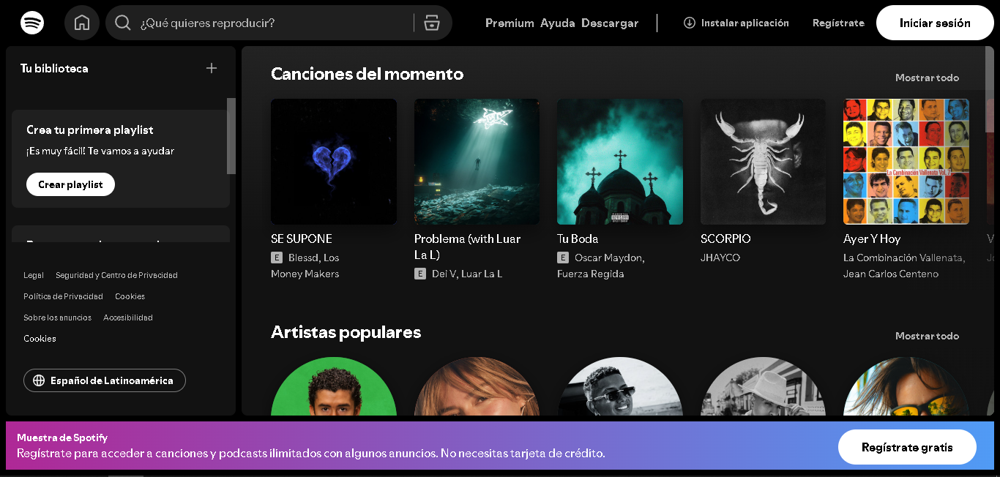 ¿Qué quieres reproducir?
Premium Ayuda Descargar
Instalar aplicación
Regístrate
Iniciar sesión
Tu biblioteca
Crea tu primera playlist
¡Es muy fácil! Te vamos a ayudar
Crear playlist
Legal Seguridad y Centro de Privacidad
Política de Privacidad Cookies
Sobre los anuncios Accesibilidad
Cookies
Español de Latinoamérica
Canciones del momento
Mostrar todo
SE SUPONE
E Blessd, Los
Money Makers
Problema (with Luar
La L)
E Dei V, Luar La L
Tu Boda
E Oscar Maydon,
Fuerza Regida
SCORPIO
JHAYCO
La Combinación Vallenata Vol. 7
Ayer Y Hoy
La Combinación Vallenata,
Jean Carlos Centeno
Artistas populares
Mostrar todo
Muestra de Spotify
Regístrate para acceder a canciones y podcasts ilimitados con algunos anuncios. No necesitas tarjeta de crédito.
Regístrate gratis